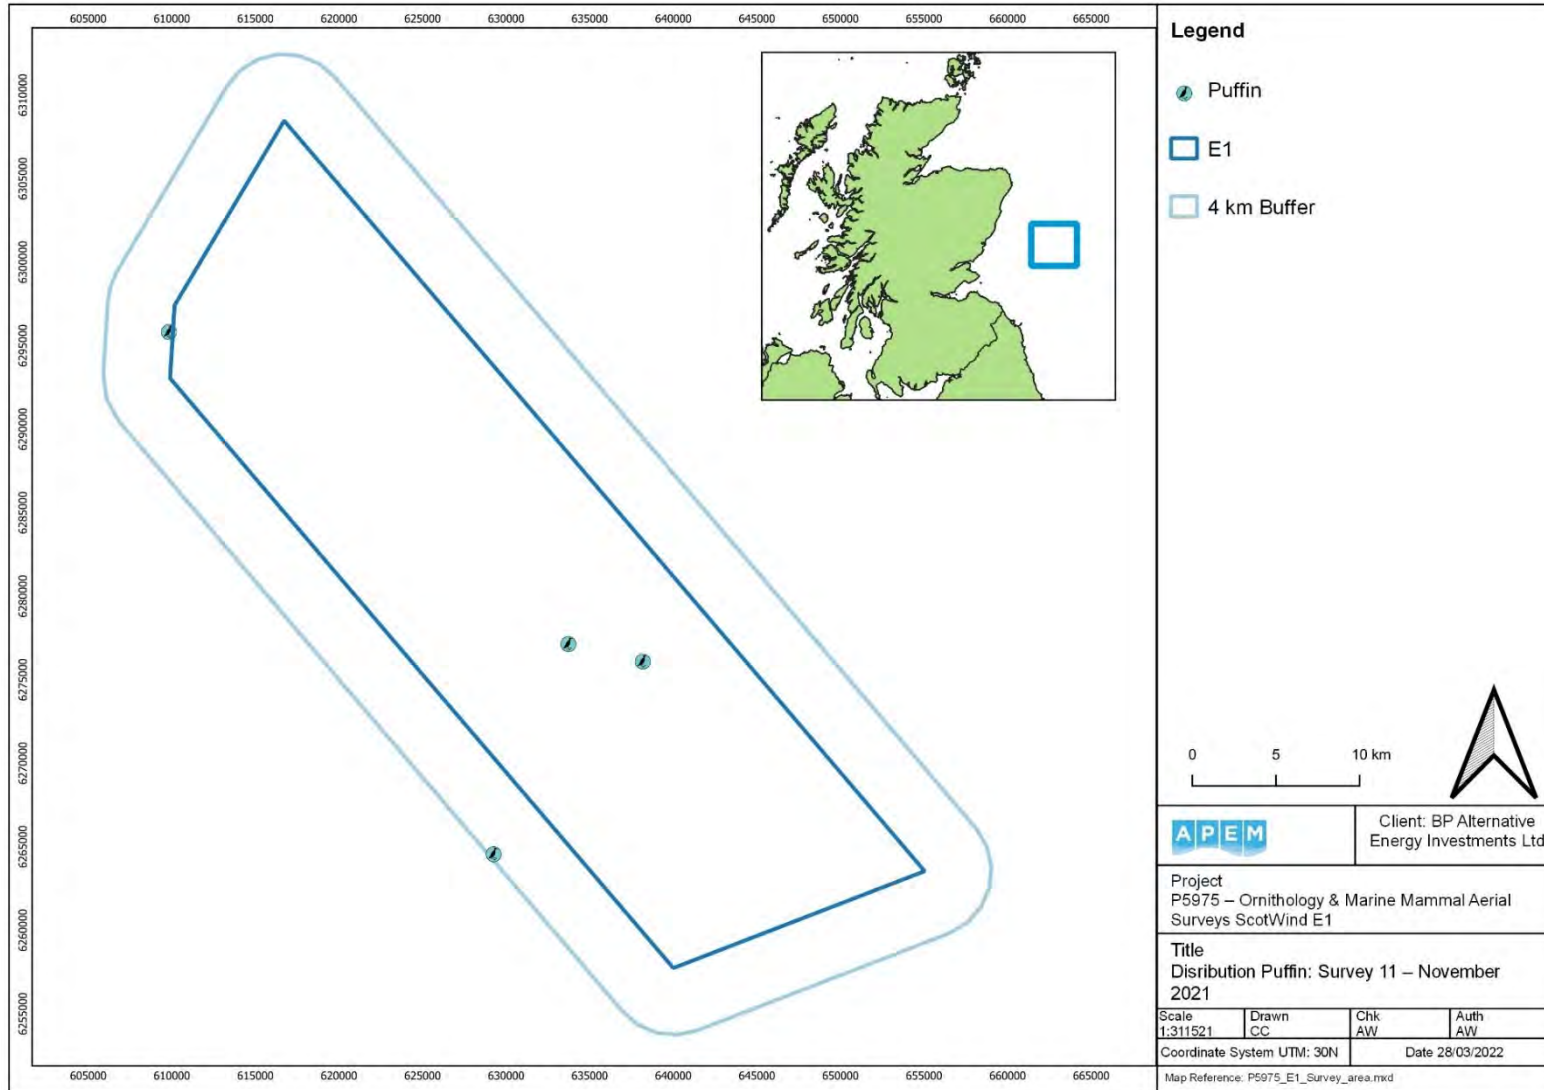 605000 610000 615000 620000 625000 630000 635000 640000 645000 650000 655000 660000 665000
6310000
6305000
6300000
6295000
6290000
6285000
6280000
6275000
6270000
6265000
6260000
6255000
605000 610000 615000 620000 625000 630000 635000 640000 645000 650000 655000 660000 665000
Legend
Puffin
E1
4 km Buffer
0 5 10 km
APEM
Client: BP Alternative
Energy Investments Ltd
Project
P5975 – Ornithology & Marine Mammal Aerial
Surveys ScotWind E1
Title
Disribution Puffin: Survey 11 – November
2021
Scale Drawn Chk Auth
1:311521 CC AW AW
Coordinate System UTM: 30N Date 28/03/2022
Map Reference: P5975_E1_Survey_area.mxd